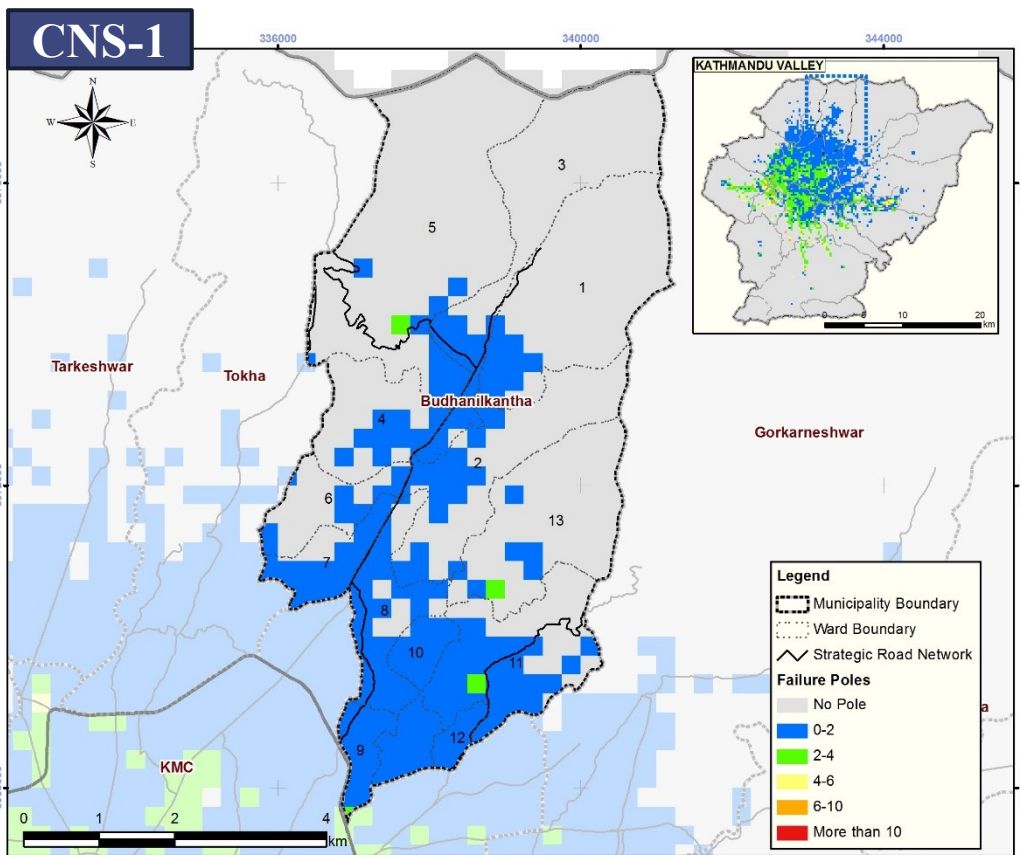 CNS-1
336000
340000
344000
N
W
E
S
KATHMANDU VALLEY
0
10
20
km
3
5
1
Tarkeshwar
Tokha
Budhanilkantha
Gorkarneshwar
4
2
6
13
7
8
10
11
12
9
KMC
Legend
Municipality Boundary
Ward Boundary
Strategic Road Network
Failure Poles
No Pole
0-2
2-4
4-6
6-10
More than 10
0
1
2
4
km